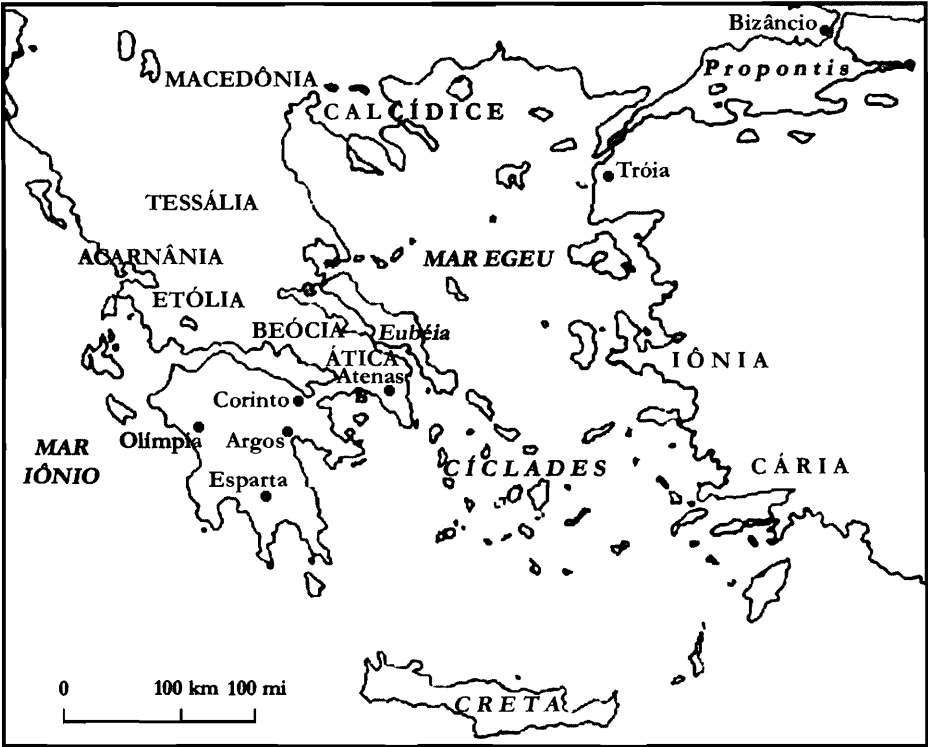 Bizâncio
Propontis
MACEDÔNIA
CALCÍDICE
Tróia
TESSÁLIA
ACARNÂNIA
MAR EGEU
ETÓLIA
BEÓCIA
Eubéia
ÁTICA
IÔNIA
Atenas
Corinto
Olímpia
Argos
MAR
IÔNIO
CÍCLADES
CÁRIA
Esparta
0 100 km 100 mi
CRETA